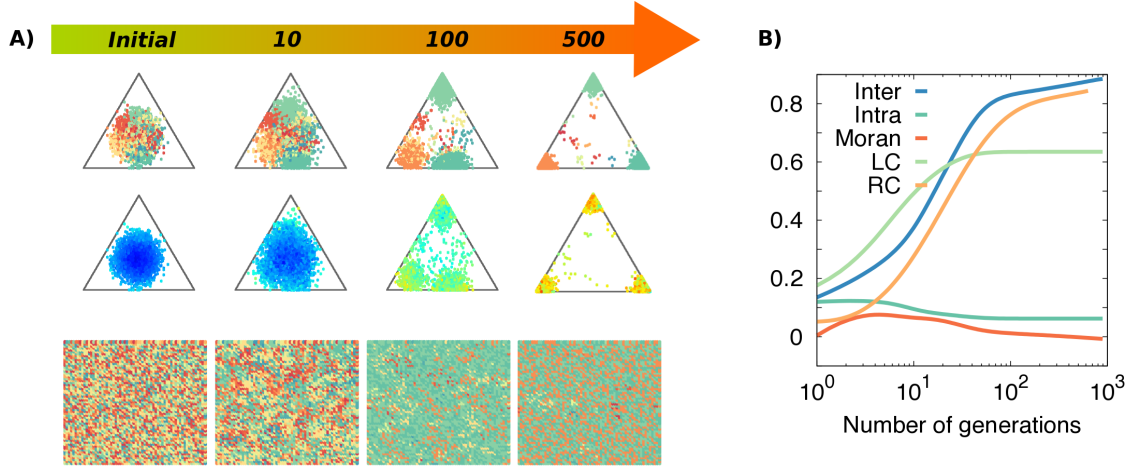 A)
Initial 10 100 500
B)
Inter
Intra
Moran
LC
RC
0.8
0.6
0.4
0.2
0
10^0 10^1 10^2 10^3
Number of generations